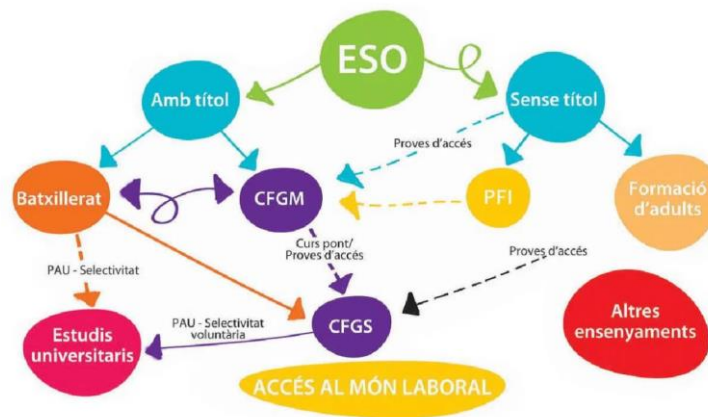 ESO
Amb títol
Sense títol
Proves d'accés
Batxillerat
CFGM
PFI
Formació
d'adults
Curs pont/
Proves d'accés
Proves d'accés
PAU - Selectivitat
Altres
ensenyaments
Estudis
universitaris
PAU - Selectivitat
voluntària
CFGS
ACCÉS AL MÓN LABORAL